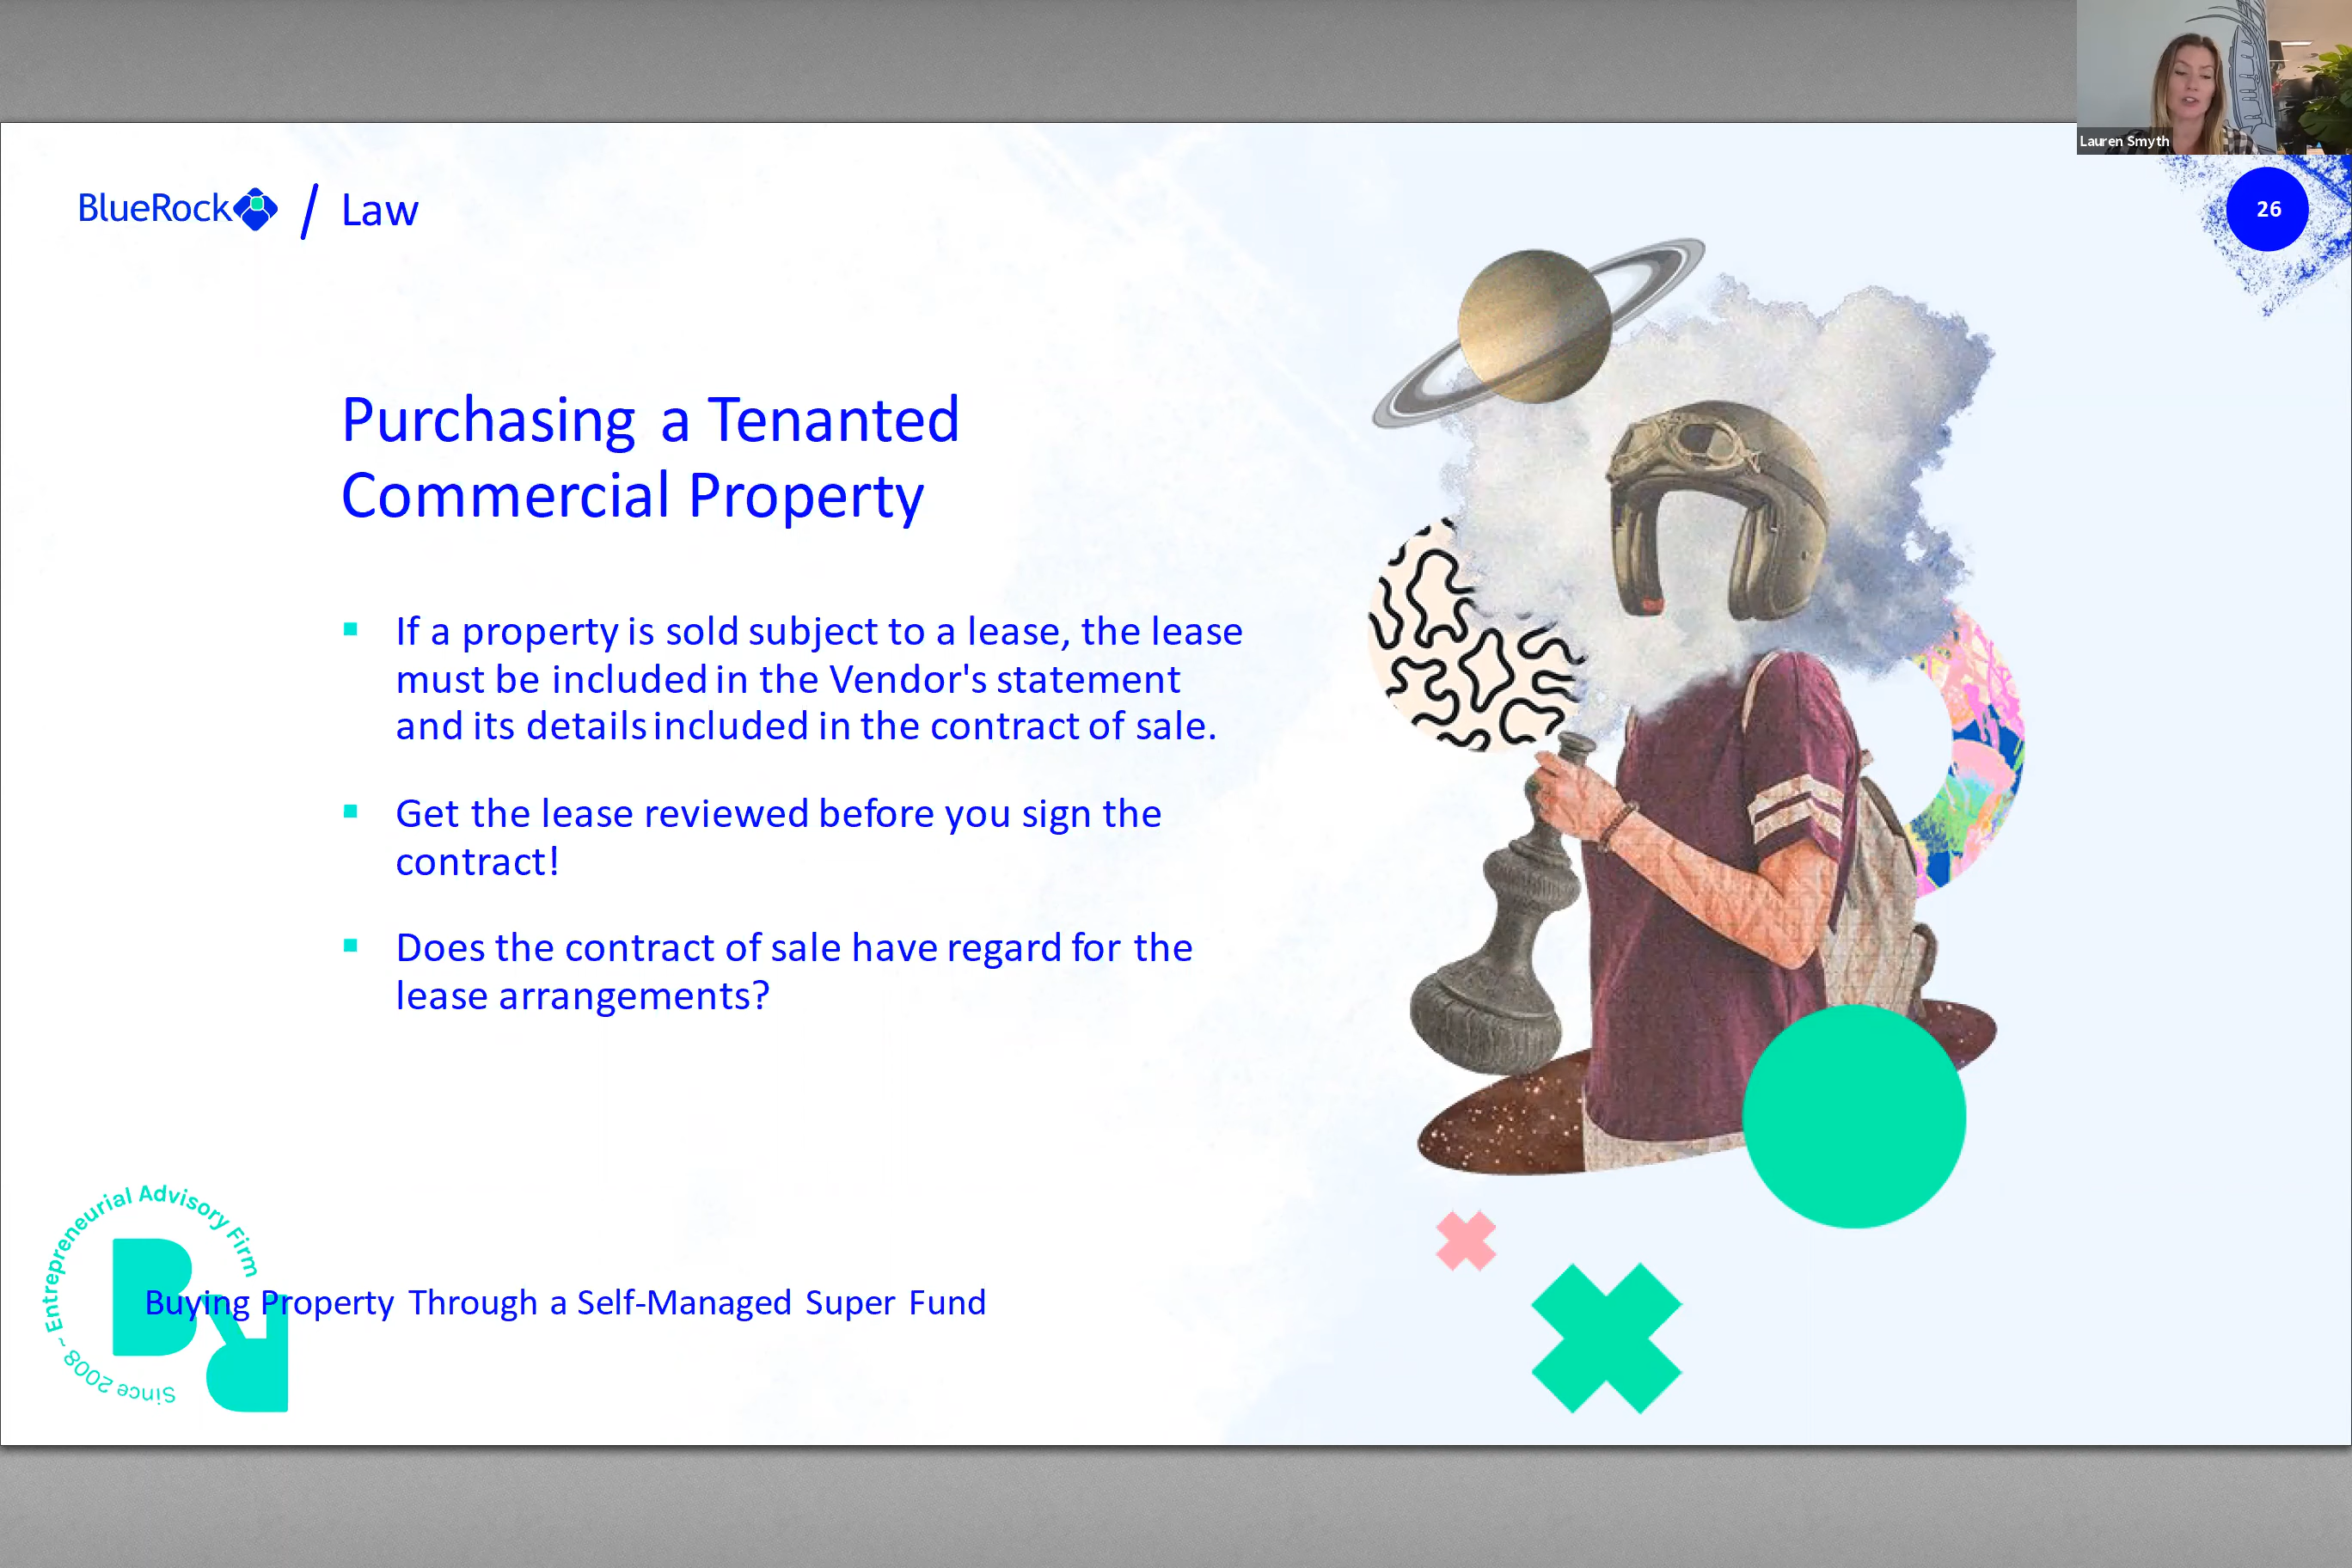 Lauren Smyth
BlueRock / Law
26
Purchasing a Tenanted
Commercial Property
If a property is sold subject to a lease, the lease
must be included in the Vendor's statement
and its details included in the contract of sale.
Get the lease reviewed before you sign the
contract!
Does the contract of sale have regard for the
lease arrangements?
Since 2008 ~ Entrepreneurial Advisory Firm
BR
Buying Property Through a Self-Managed Super Fund